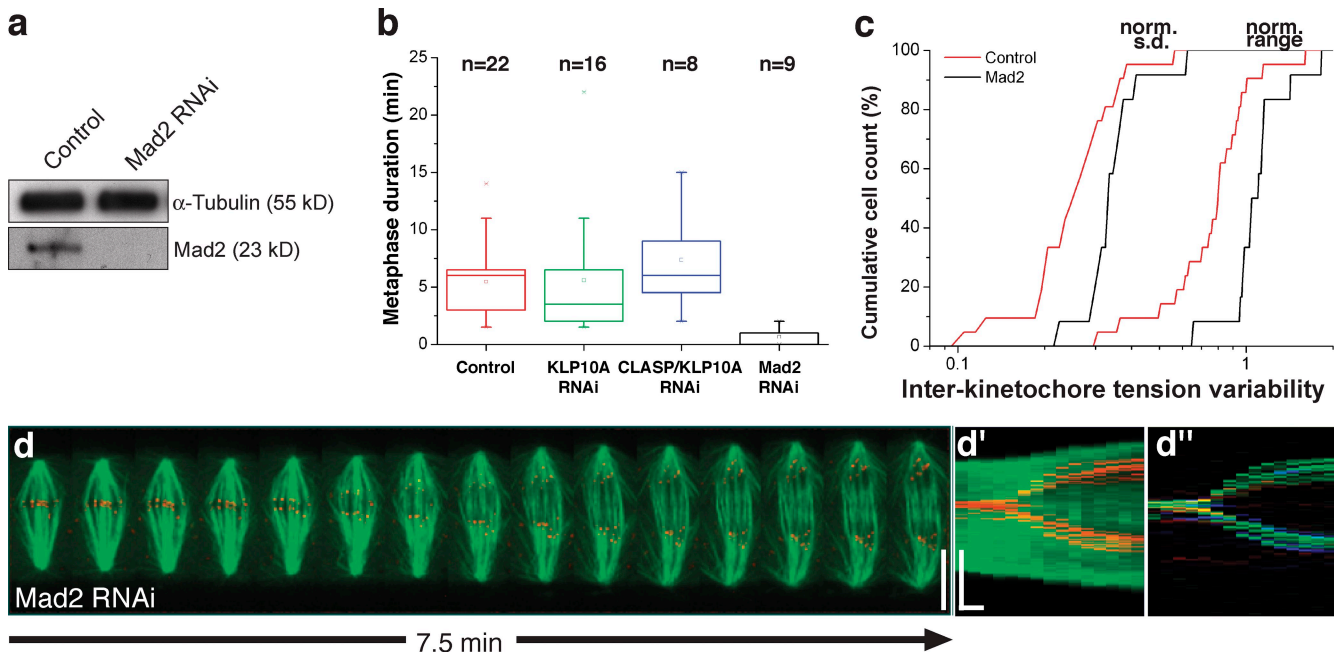 a
Control
Mad2 RNAi
α-Tubulin (55 kD)
Mad2 (23 kD)
b
Metaphase duration (min)
25
20
15
10
5
0
n=22
n=16
n=8
n=9
Control
KLP10A
RNAi
CLASP/KLP10A
RNAi
Mad2
RNAi
c
norm.
s.d.
norm.
range
Control
Mad2
Cumulative cell count (%)
100
80
60
40
20
0
0.1
1
Inter-kinetochore tension variability
d
Mad2 RNAi
7.5 min
d'
d''